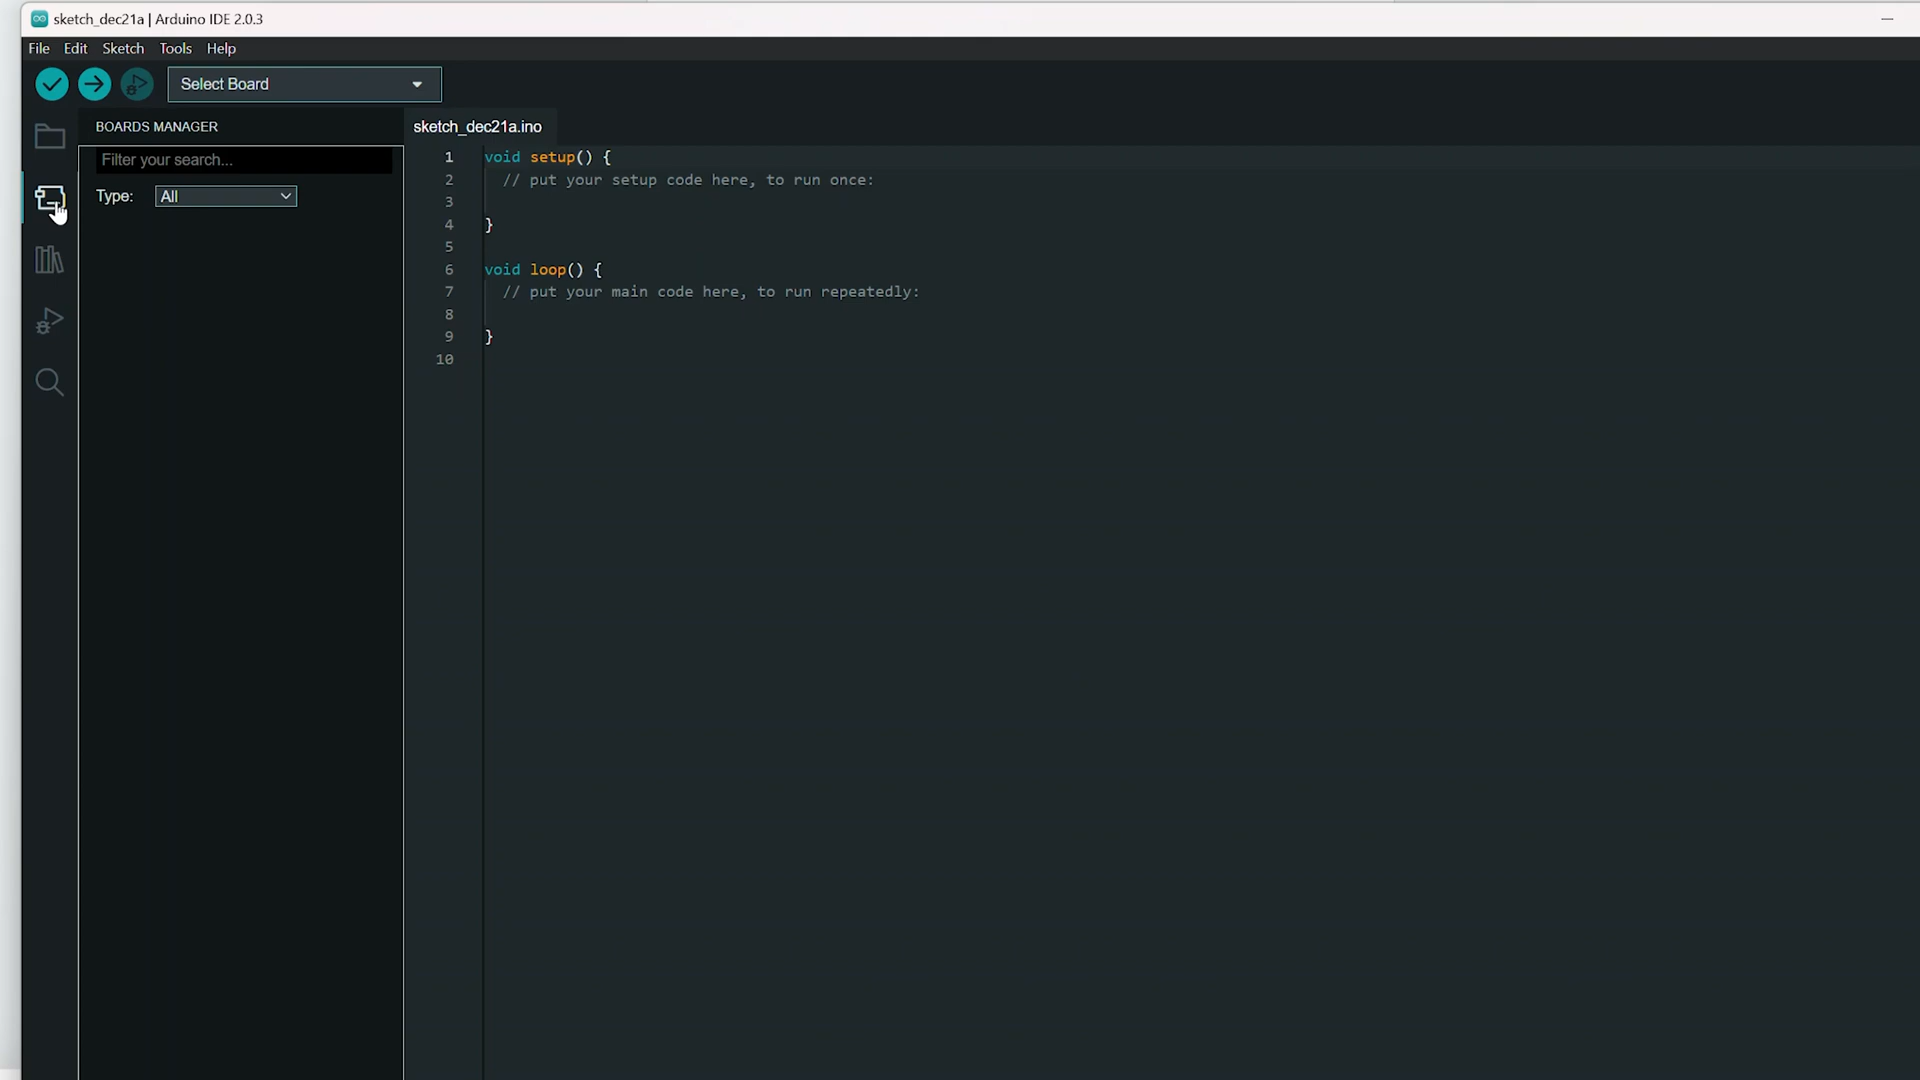 sketch_dec21a | Arduino IDE 2.0.3
File Edit Sketch Tools Help
Select Board
BOARDS MANAGER
Filter your search...
Type: All
sketch_dec21a.ino
1 void setup() {
2 // put your setup code here, to run once:
3
4 }
5
6 void loop() {
7 // put your main code here, to run repeatedly:
8
9 }
10